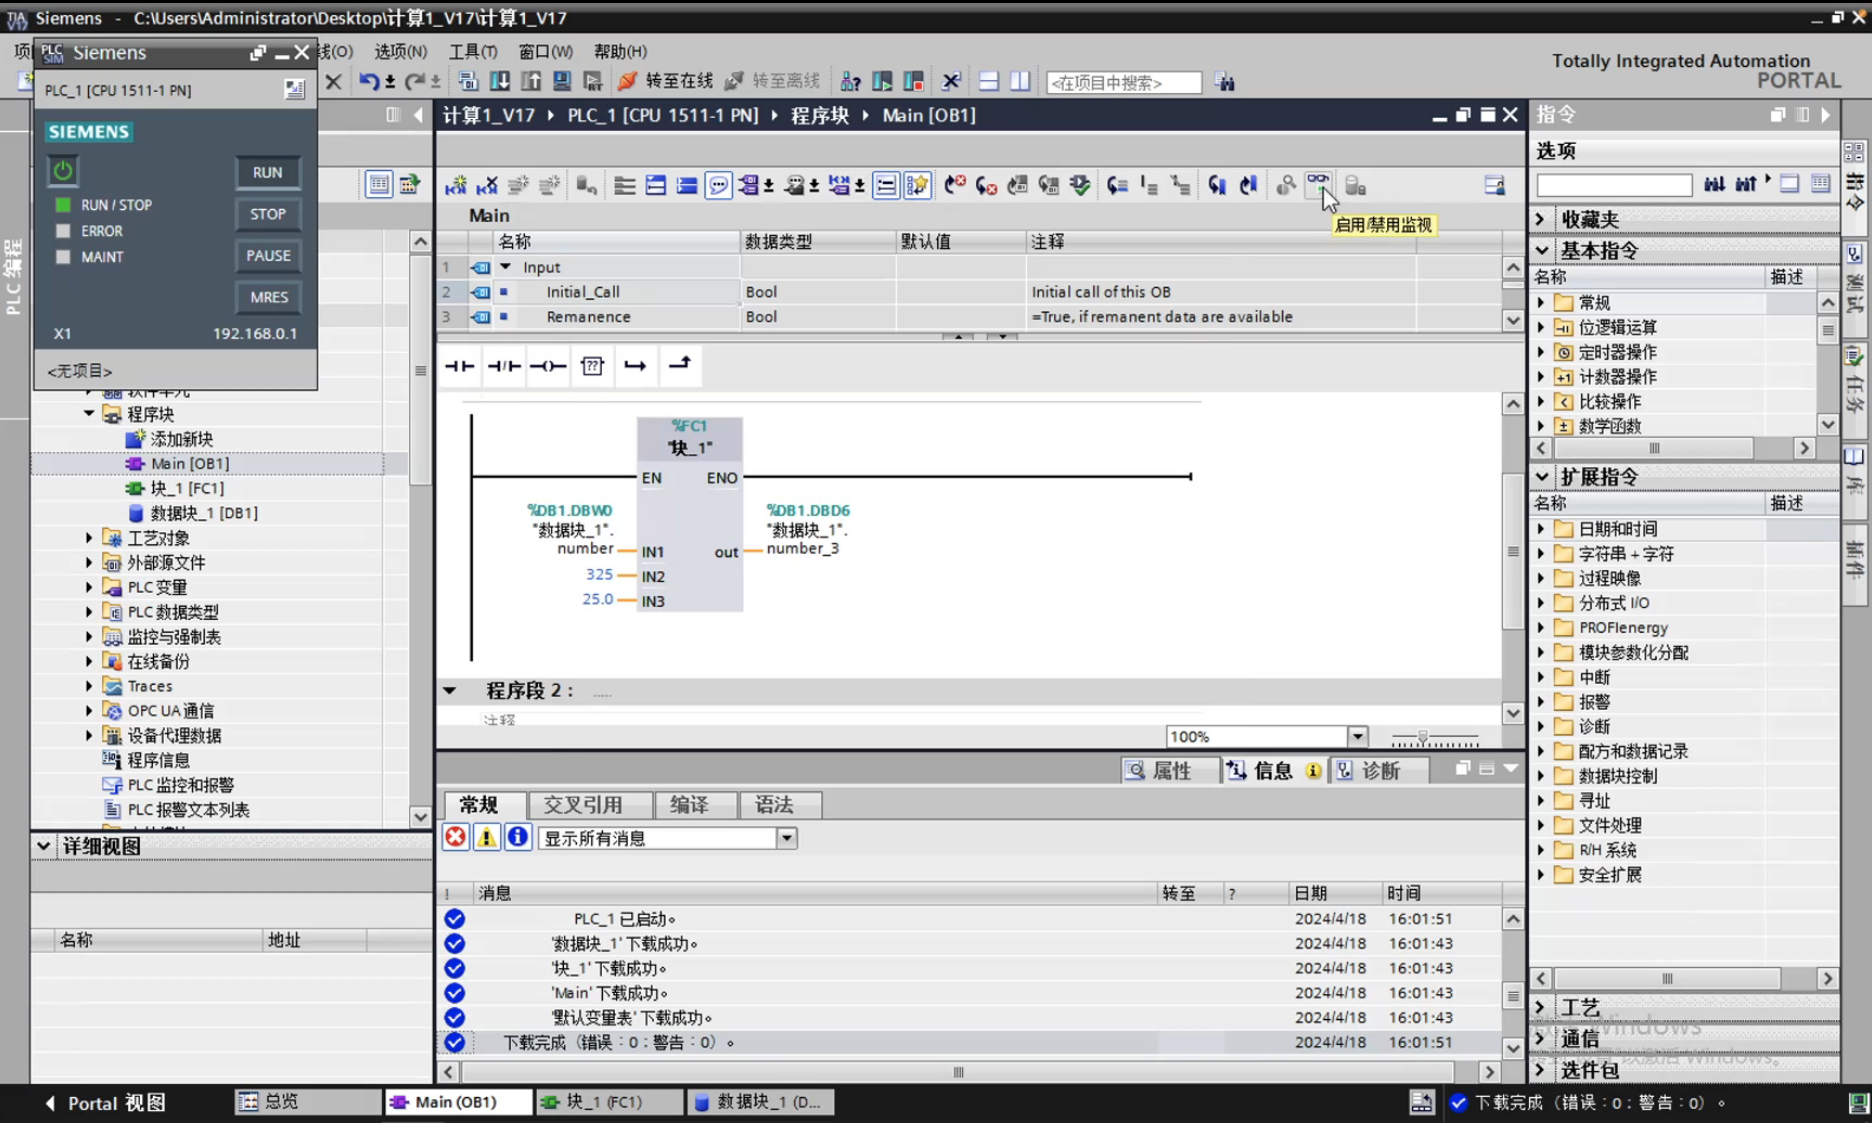 Siemens - C:\Users\Administrator\Desktop\计算1_V17\计算1_V17
选项(N) 工具(T) 窗口(W) 帮助(H)
Totally Integrated Automation
PORTAL
转至在线 转至离线 <在项目中搜索>
PLC SIM Siemens
PLC_1 [CPU 1511-1 PN]
SIEMENS
RUN
RUN / STOP
STOP
ERROR
PAUSE
MAINT
MRES
X1 192.168.0.1
<无项目>
PLC 编程
程序块
添加新块
Main [OB1]
块_1 [FC1]
数据块_1 [DB1]
工艺对象
外部源文件
PLC 变量
PLC 数据类型
监控与强制表
在线备份
Traces
OPC UA 通信
设备代理数据
程序信息
PLC 监控和报警
PLC 报警文本列表
详细视图
名称 地址
计算1_V17 PLC_1 [CPU 1511-1 PN] 程序块 Main [OB1]
启用/禁用监视
Main
名称 数据类型 默认值 注释
1 Input
2 Initial_Call Bool Initial call of this OB
3 Remanence Bool =True, if remanent data are available
%FC1
"块_1"
EN ENO
%DB1.DBW0
"数据块_1".
number IN1
325 IN2
25.0 IN3
out
%DB1.DBD6
"数据块_1".
number_3
程序段 2： ......
注释
100%
属性 信息 诊断
常规 交叉引用 编译 语法
显示所有消息
! 消息 转至 ? 日期 时间
PLC_1 已启动。 2024/4/18 16:01:51
'数据块_1' 下载成功。 2024/4/18 16:01:43
'块_1' 下载成功。 2024/4/18 16:01:43
'Main' 下载成功。 2024/4/18 16:01:43
'默认变量表' 下载成功。 2024/4/18 16:01:43
下载完成（错误：0；警告：0）。 2024/4/18 16:01:51
指令
选项
收藏夹
基本指令
名称 描述
常规
位逻辑运算
定时器操作
计数器操作
比较操作
数学函数
扩展指令
名称 描述
日期和时间
字符串 + 字符
过程映像
分布式 I/O
PROFIenergy
模块参数化分配
中断
报警
诊断
配方和数据记录
数据块控制
寻址
文件处理
R/H 系统
安全扩展
工艺
通信
选件包
测试
任务
库
插件
Portal 视图 总览 Main (OB1) 块_1 (FC1) 数据块_1 (D... 下载完成（错误：0；警告：0）。